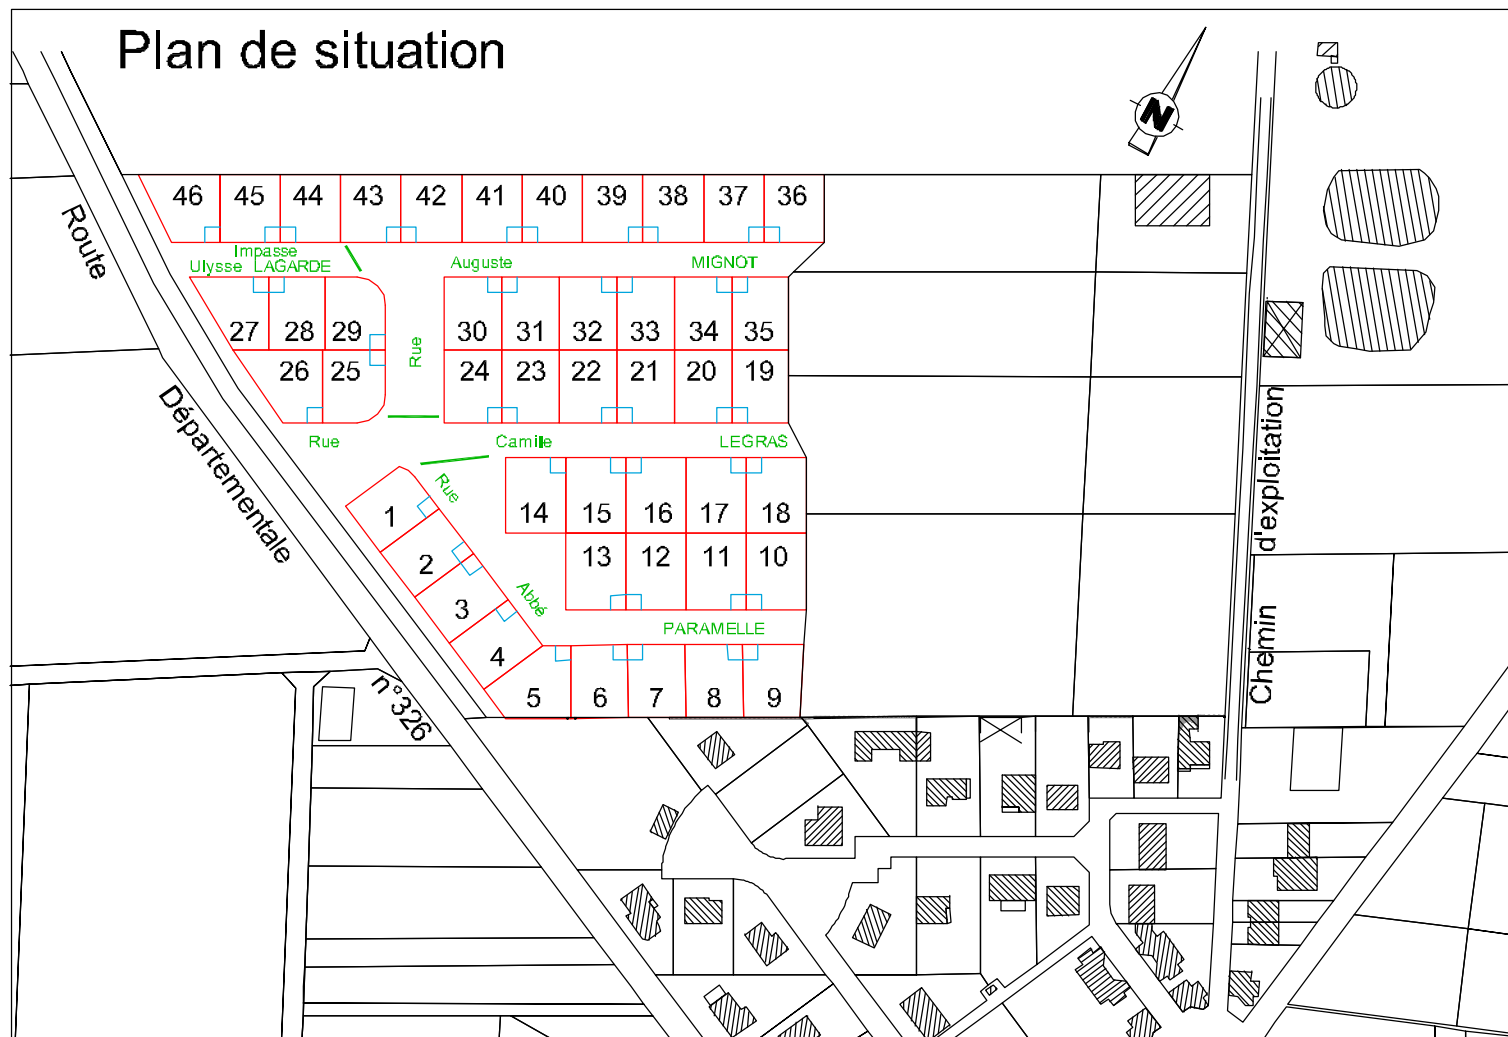 Plan de situation
N
46 45 44 43 42 41 40 39 38 37 36
Impasse
Ulysse LAGARDE
Auguste
MIGNOT
Route
27 28 29
Rue
30 31 32 33 34 35
26 25
24 23 22 21 20 19
Départementale
Rue
Camille
LEGRAS
Rue
1
14 15 16 17 18
2
13 12 11 10
3
Abbé
PARAMELLE
4
5 6 7 8 9
n°326
Chemin
d'exploitation